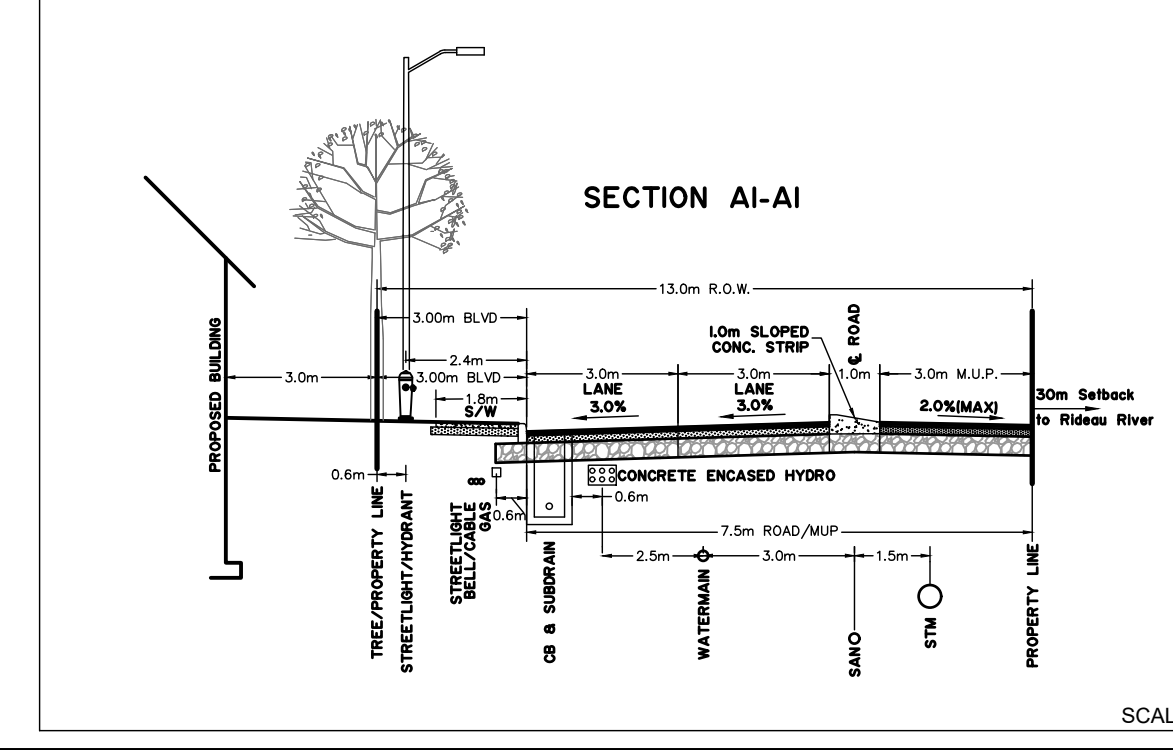 SECTION A1-A1
13.0m R.O.W.
3.00m BLVD
1.0m SLOPED
CONC. STRIP
℄ ROAD
2.4m
3.0m
3.00m BLVD
3.0m
3.0m
1.0m
3.0m M.U.P.
1.8m
S/W
LANE
3.0%
LANE
3.0%
2.0%(MAX)
30m Setback
to Rideau River
PROPOSED BUILDING
0.6m
CONCRETE ENCASED HYDRO
0.6m
0.6m
7.5m ROAD/MUP
2.5m
3.0m
1.5m
TREE/PROPERTY LINE
STREETLIGHT/HYDRANT
STREETLIGHT
BELL/CABLE
GAS
CB & SUBDRAIN
WATERMAIN
SAN
STM
PROPERTY LINE
SCAL